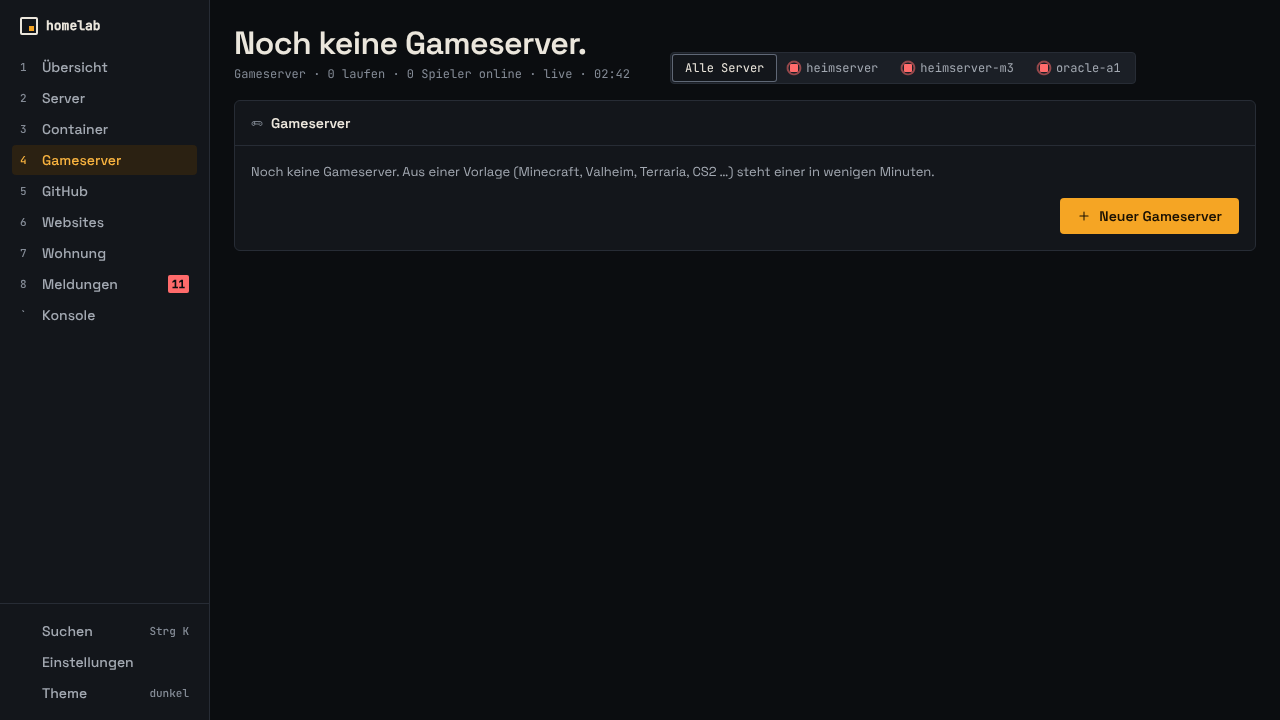 homelab
1 Übersicht
2 Server
3 Container
4 Gameserver
5 GitHub
6 Websites
7 Wohnung
8 Meldungen 11
` Konsole
Suchen Strg K
Einstellungen
Theme dunkel
Noch keine Gameserver.
Gameserver · 0 laufen · 0 Spieler online · live · 02:42
Alle Server heimserver heimserver-m3 oracle-a1
Gameserver
Noch keine Gameserver. Aus einer Vorlage (Minecraft, Valheim, Terraria, CS2 …) steht einer in wenigen Minuten.
+ Neuer Gameserver